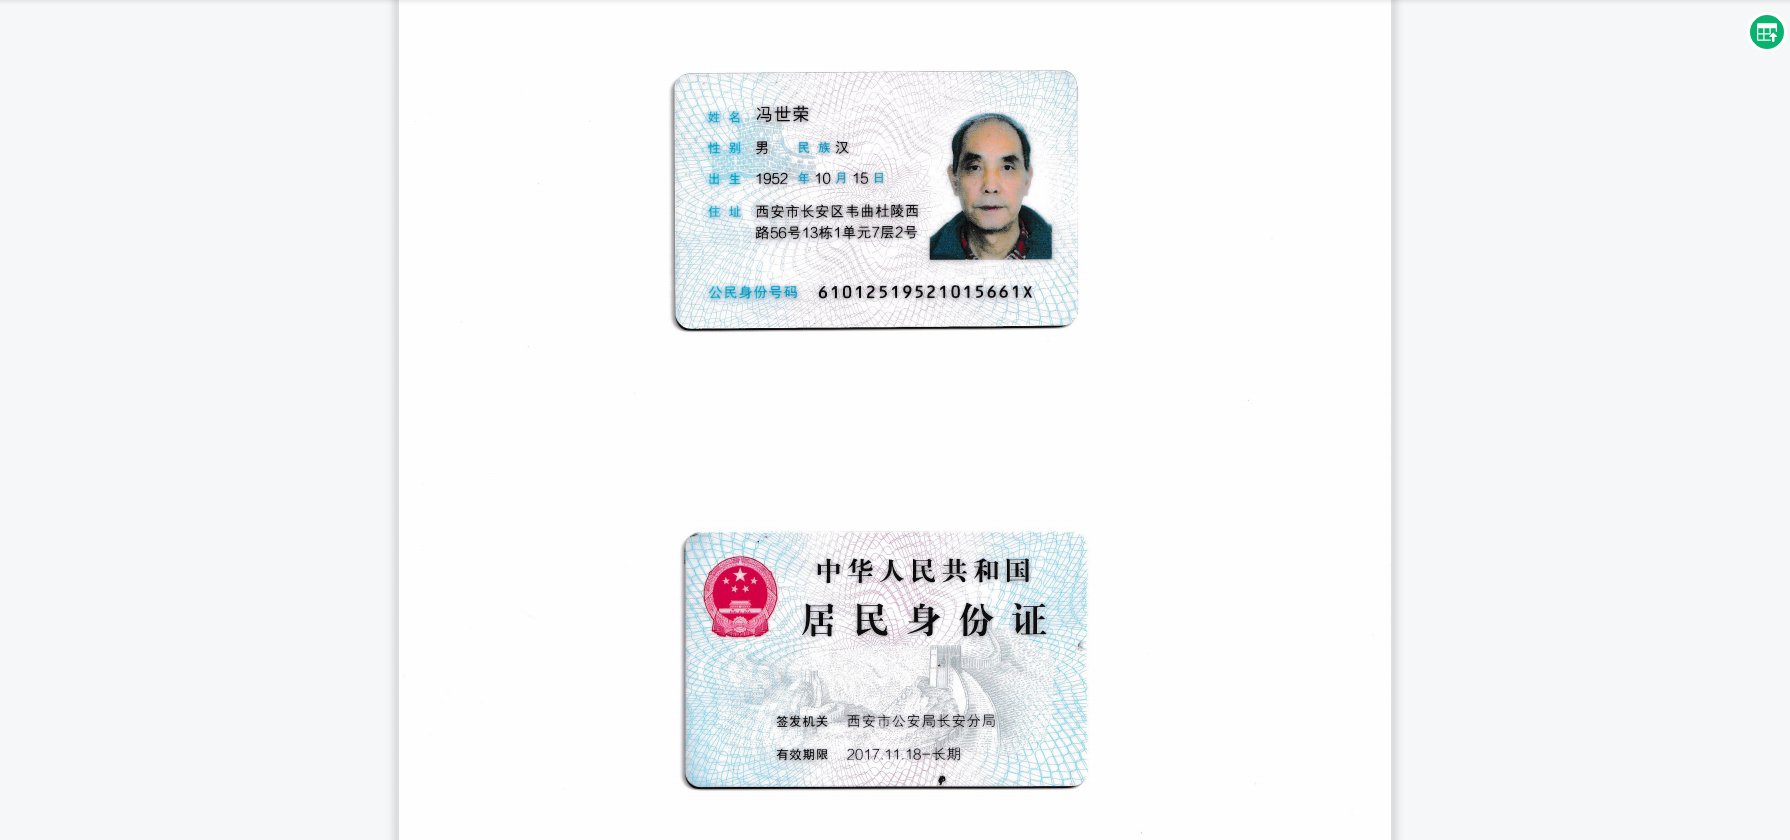 姓名 冯世荣
性别 男 民族 汉
出生 1952 年 10 月 15 日
住址 西安市长安区韦曲杜陵西
路56号13栋1单元7层2号
公民身份号码 61012519521015661X
中华人民共和国
居民身份证
签发机关 西安市公安局长安分局
有效期限 2017.11.18-长期